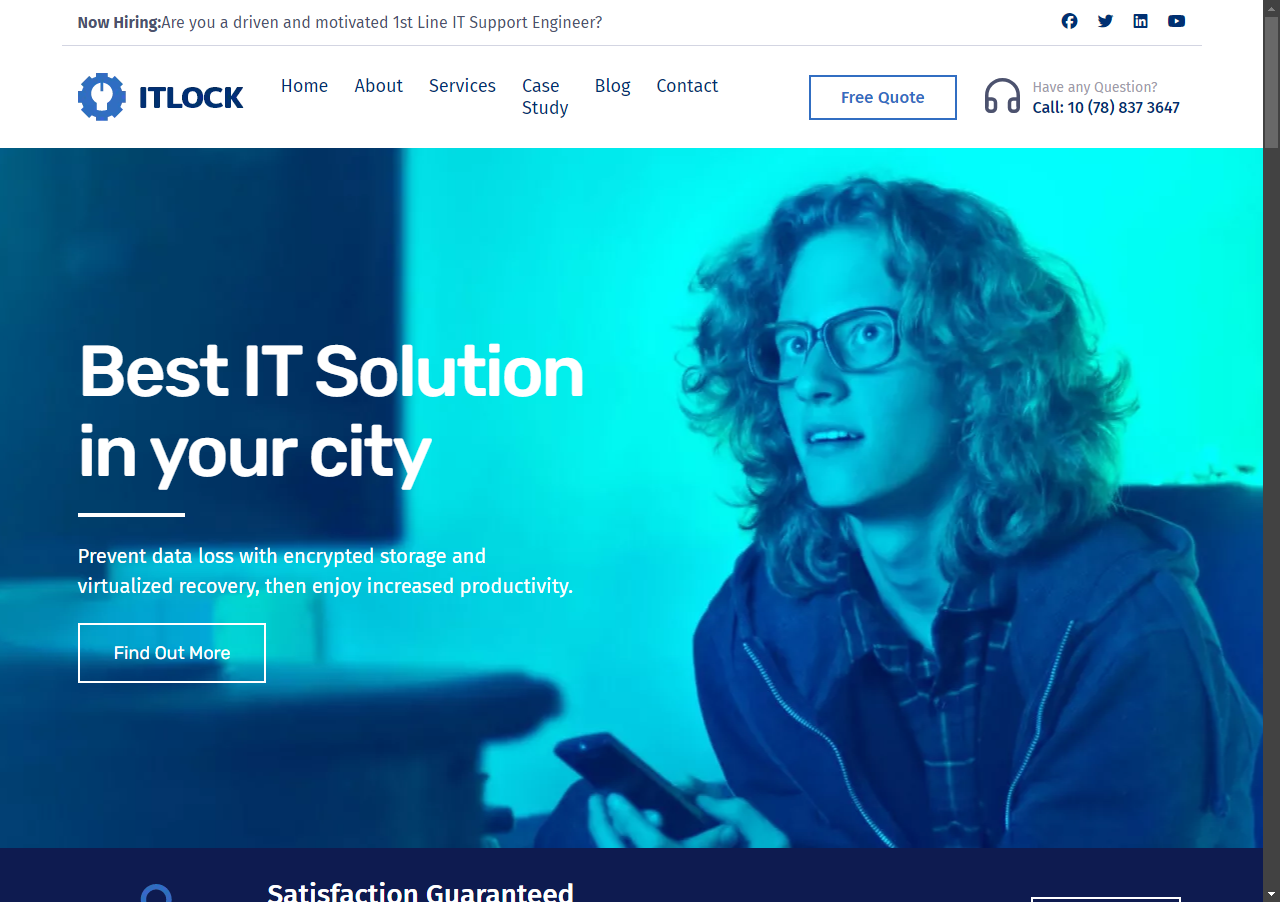 Now Hiring:Are you a driven and motivated 1st Line IT Support Engineer?
ITLOCK
Home
About
Services
Case
Study
Blog
Contact
Free Quote
Have any Question?
Call: 10 (78) 837 3647
Best IT Solution
in your city
Prevent data loss with encrypted storage and
virtualized recovery, then enjoy increased productivity.
Find Out More
Satisfaction Guaranteed